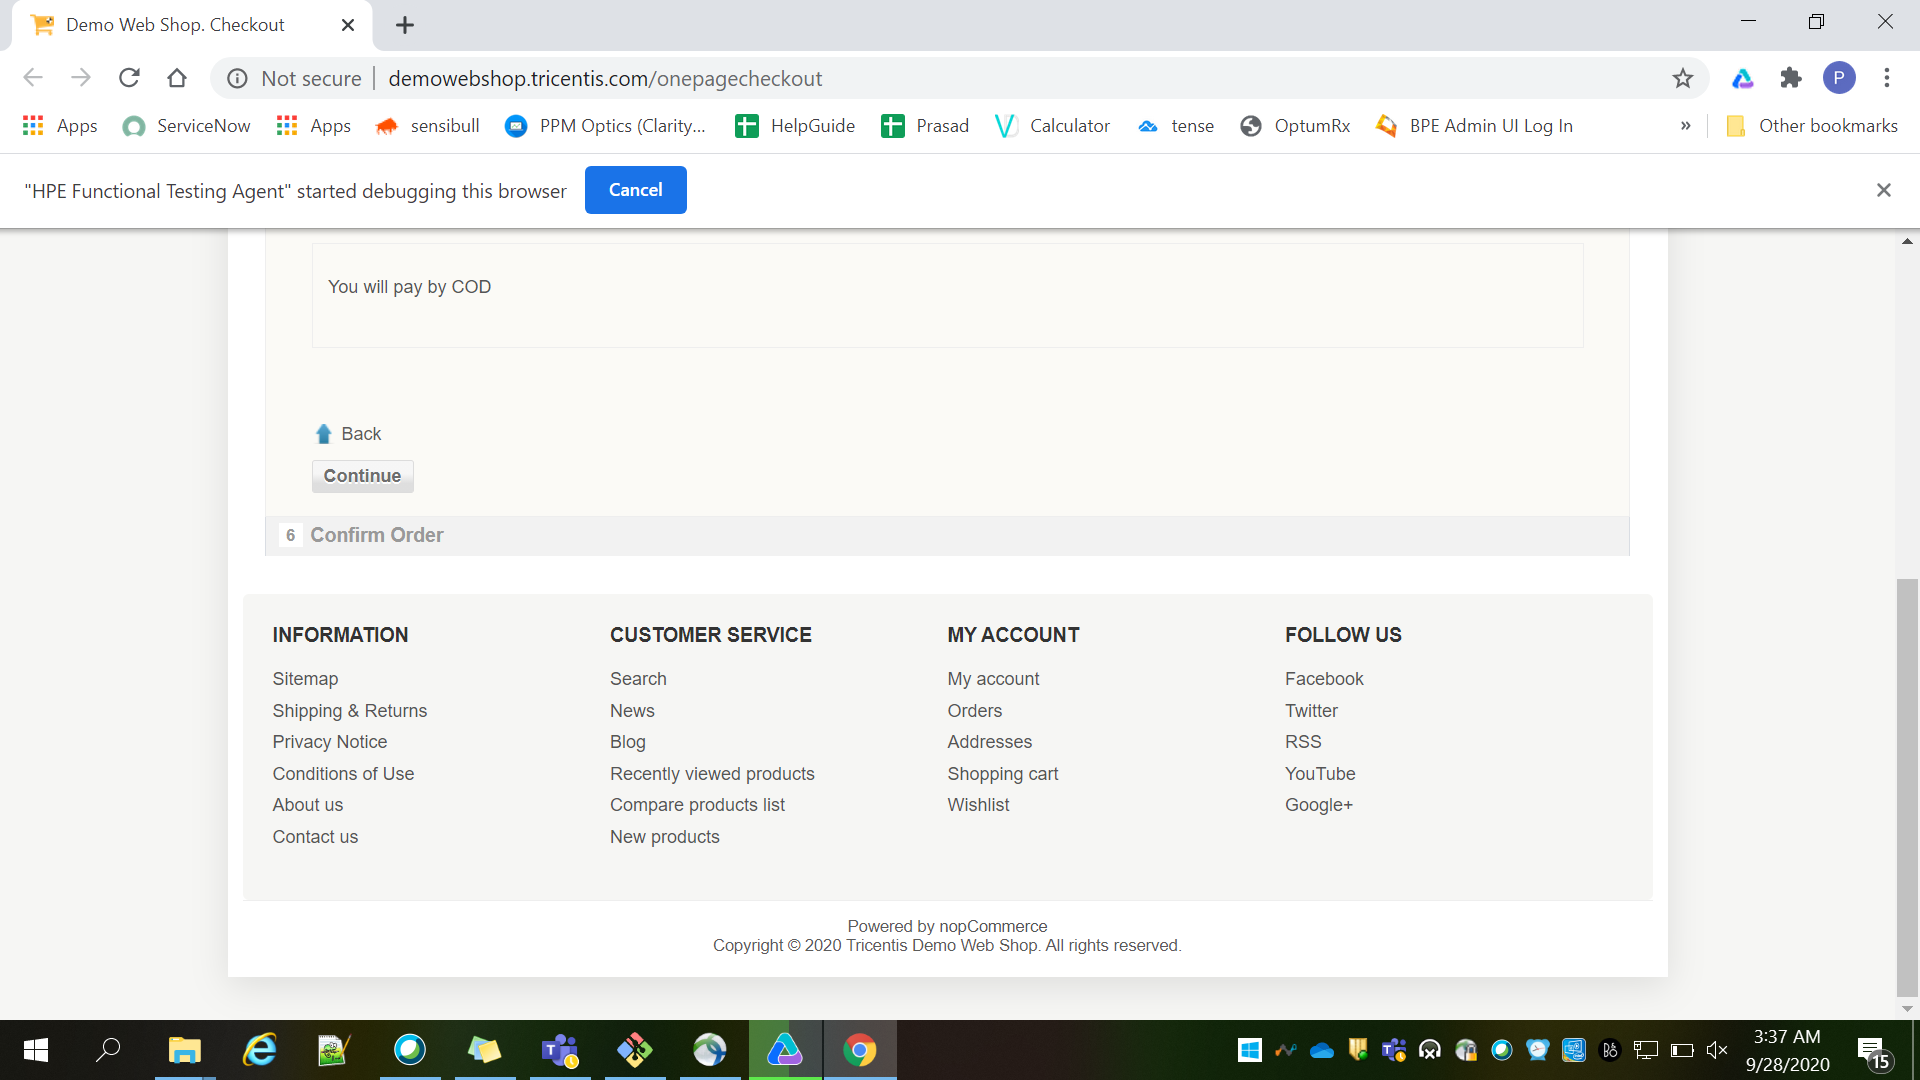 Demo Web Shop. Checkout
Not secure demowebshop.tricentis.com/onepagecheckout P
Apps ServiceNow Apps sensibull PPM Optics (Clarity... HelpGuide Prasad Calculator tense OptumRx BPE Admin UI Log In » Other bookmarks
"HPE Functional Testing Agent" started debugging this browser Cancel
You will pay by COD
Back
Continue
6 Confirm Order
INFORMATION CUSTOMER SERVICE MY ACCOUNT FOLLOW US
Sitemap Search My account Facebook
Shipping & Returns News Orders Twitter
Privacy Notice Blog Addresses RSS
Conditions of Use Recently viewed products Shopping cart YouTube
About us Compare products list Wishlist Google+
Contact us New products
Powered by nopCommerce
Copyright © 2020 Tricentis Demo Web Shop. All rights reserved.
3:37 AM
9/28/2020
15